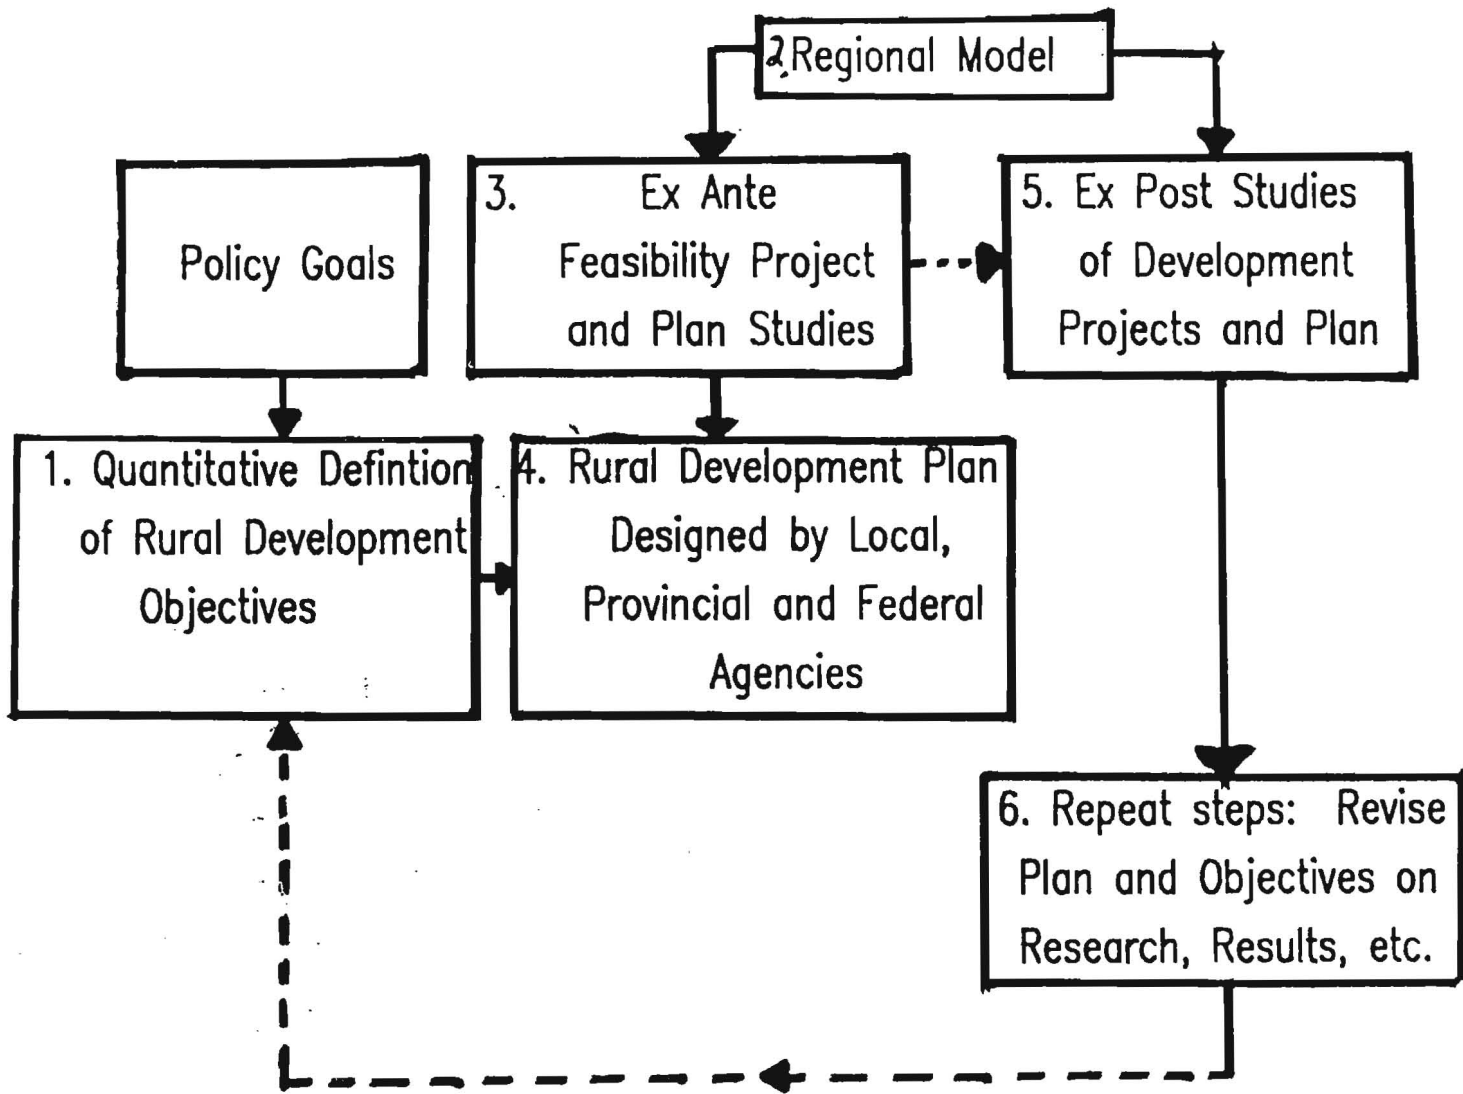 2. Regional Model
Policy Goals
3. Ex Ante
Feasibility Project
and Plan Studies
5. Ex Post Studies
of Development
Projects and Plan
1. Quantitative Defintion
of Rural Development
Objectives
4. Rural Development Plan
Designed by Local,
Provincial and Federal
Agencies
6. Repeat steps: Revise
Plan and Objectives on
Research, Results, etc.